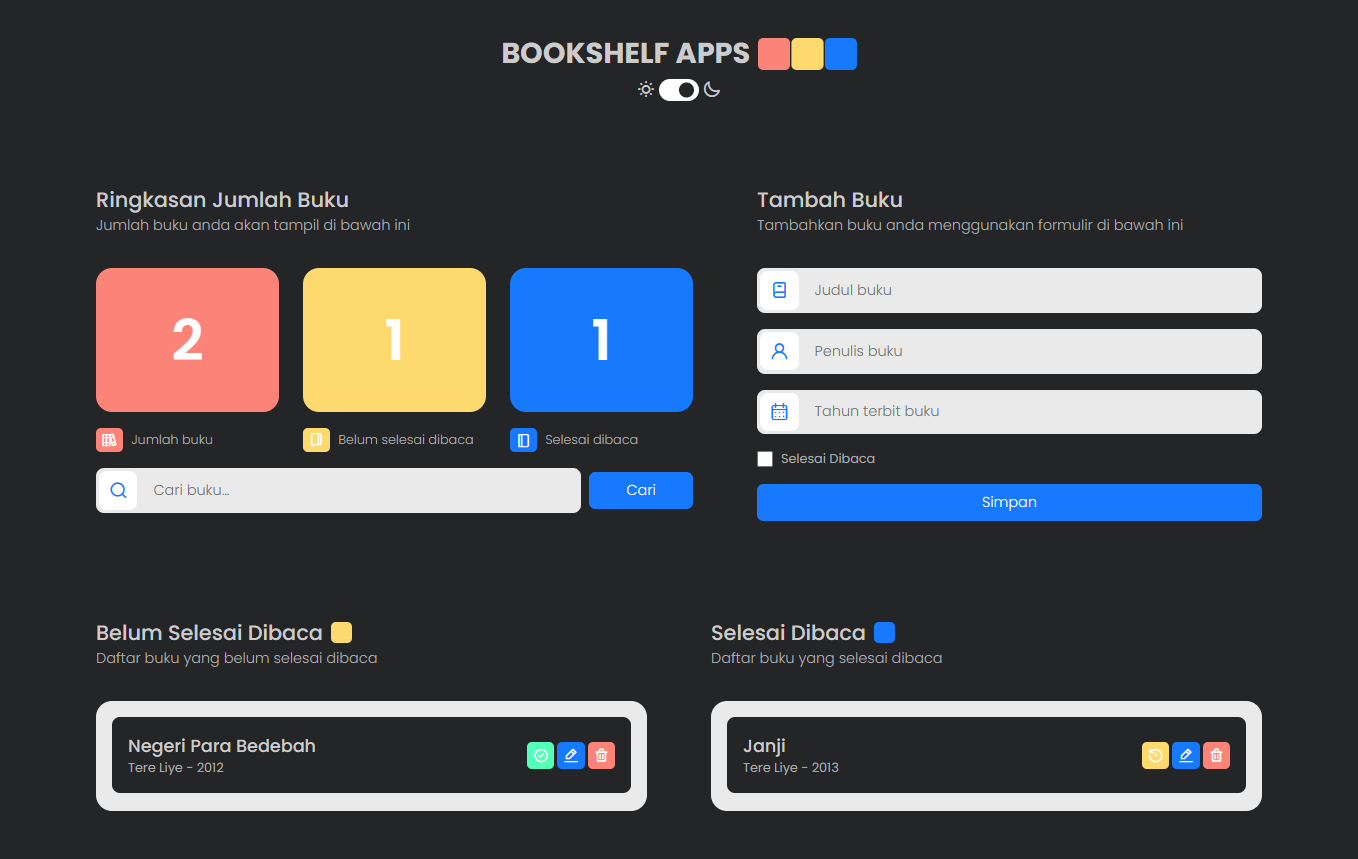 BOOKSHELF APPS
Ringkasan Jumlah Buku
Jumlah buku anda akan tampil di bawah ini
2
1
1
Jumlah buku
Belum selesai dibaca
Selesai dibaca
Cari buku...
Cari
Tambah Buku
Tambahkan buku anda menggunakan formulir di bawah ini
Judul buku
Penulis buku
Tahun terbit buku
Selesai Dibaca
Simpan
Belum Selesai Dibaca
Daftar buku yang belum selesai dibaca
Negeri Para Bedebah
Tere Liye - 2012
Selesai Dibaca
Daftar buku yang selesai dibaca
Janji
Tere Liye - 2013